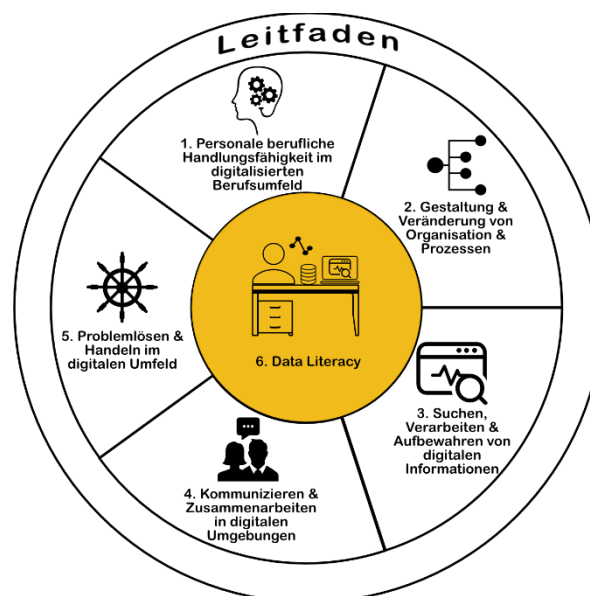 Leitfaden
1. Personale berufliche
Handlungsfähigkeit im
digitalisierten
Berufsumfeld
2. Gestaltung &
Veränderung von
Organisation &
Prozessen
3. Suchen,
Verarbeiten &
Aufbewahren von
digitalen
Informationen
4. Kommunizieren &
Zusammenarbeiten
in digitalen
Umgebungen
5. Problemlösen &
Handeln im
digitalen Umfeld
6. Data Literacy